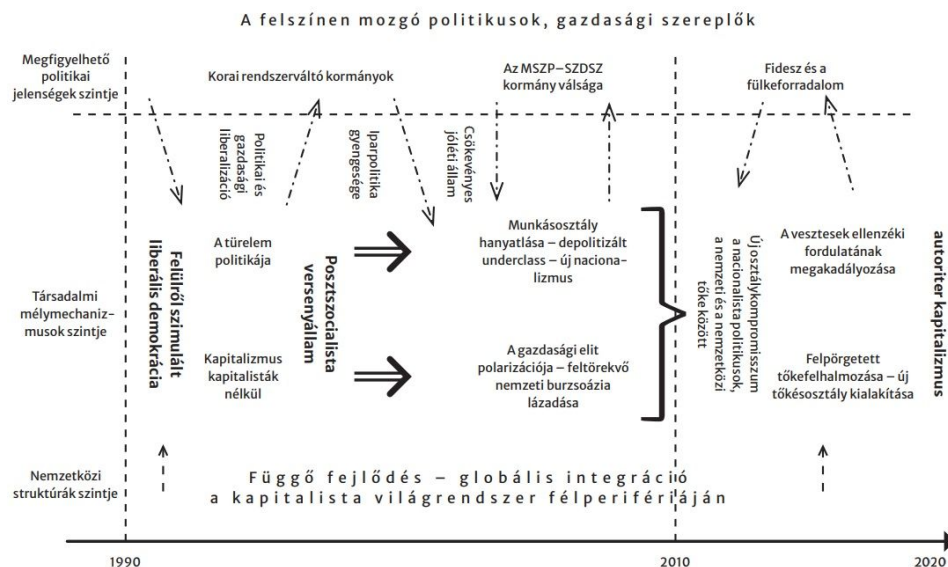 A felszínen mozgó politikusok, gazdasági szereplők
Megfigyelhető
politikai
jelenségek szintje
Korai rendszerváltó kormányok
Az MSZP–SZDSZ
kormány válsága
Fidesz és a
fülkeforradalom
Politikai és
gazdasági
liberalizáció
Iparpolitika
gyengesége
Csökevényes
jóléti állam
Társadalmi
mélymechaniz-
musok szintje
Felülről szimulált
liberális demokrácia
A türelem
politikája
Kapitalizmus
kapitalisták
nélkül
Posztszocialista
versenyállam
Munkásosztály
hanyatlása – depolitizált
underclass – új naciona-
lizmus
A gazdasági elit
polarizációja – feltörekvő
nemzeti burzsoázia
lázadása
Új osztálykompromisszum
a nacionalista politikusok,
a nemzeti és a nemzetközi
tőke között
A vesztesek ellenzéki
fordulatának
megakadályozása
Felpörgetett
tőkefelhalmozás – új
tőkésosztály kialakítása
autoriter kapitalizmus
Nemzetközi
struktúrák szintje
Függő fejlődés – globális integráció
a kapitalista világrendszer félperifériáján
1990
2010
2020